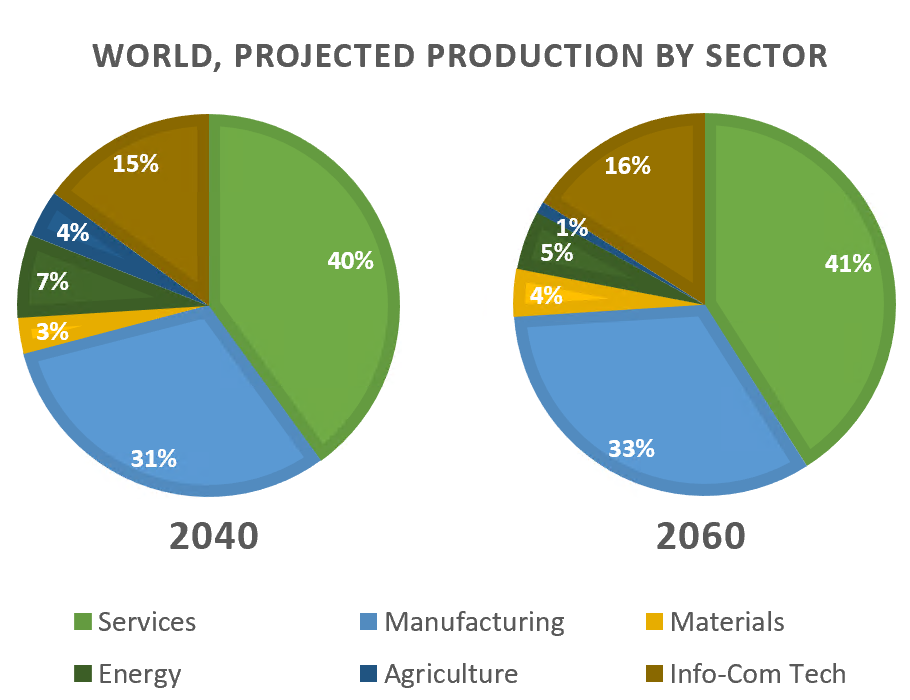 WORLD, PROJECTED PRODUCTION BY SECTOR
15%
40%
4%
7%
3%
31%
16%
41%
1%
5%
4%
33%
2040
2060
Services
Manufacturing
Materials
Energy
Agriculture
Info-Com Tech